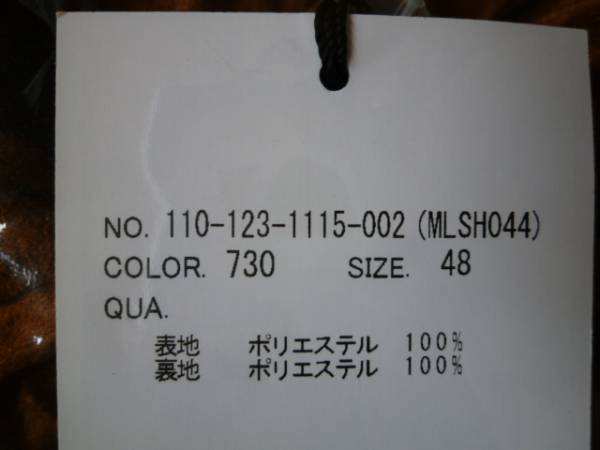 NO. 110-123-1115-002 (MLSH044)
COLOR. 730 SIZE. 48
QUA.
表地 ポリエステル 100%
裏地 ポリエステル 100%